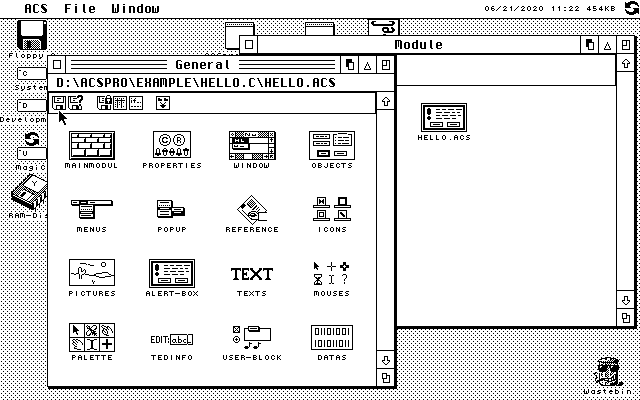 ACS File Window 06/21/2020 11:22 454KB
Floppy
Module
General
D:\ACSPRO\EXAMPLE\HELLO.C\HELLO.ACS
C
System
D
Developm
U
Magic
RAM-Dis
MAINMODUL PROPERTIES WINDOW OBJECTS
MENUS POPUP REFERENCE ICONS
TEXT
PICTURES ALERT-BOX TEXTS MOUSES
EDIT:abc
PALETTE TEDINFO USER-BLOCK DATAS
HELLO.ACS
Wastebin